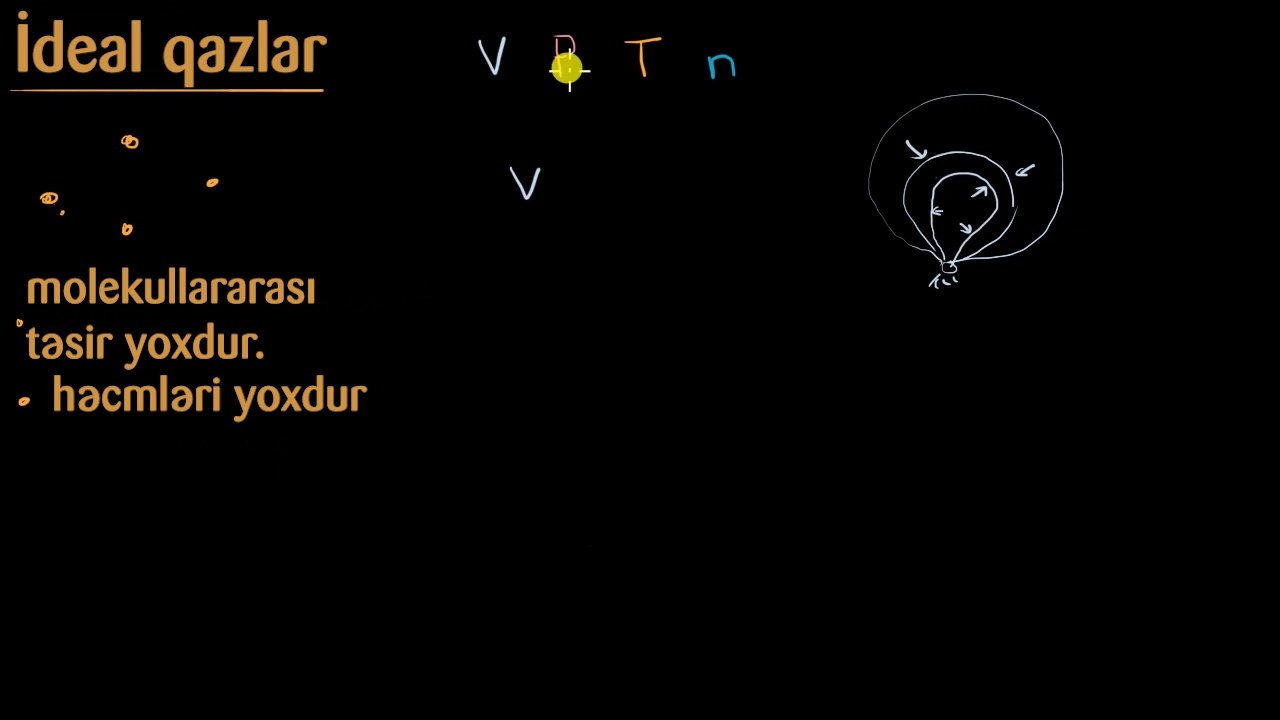 İdeal qazlar
V P T n
V
molekullararası
təsir yoxdur.
həcmləri yoxdur